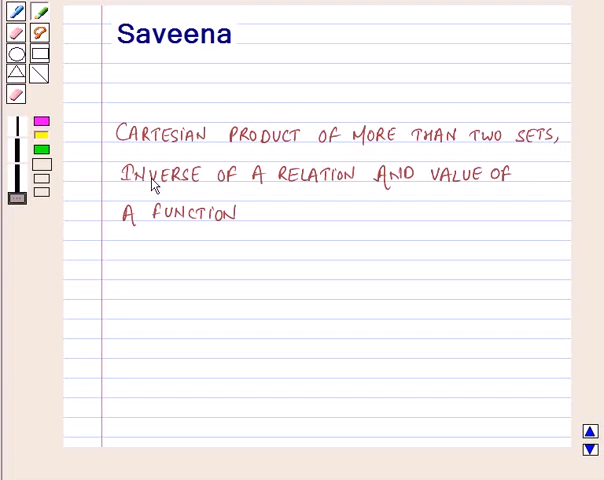 Saveena
CARTESIAN PRODUCT OF MORE THAN TWO SETS,
INVERSE OF A RELATION AND VALUE OF
A FUNCTION